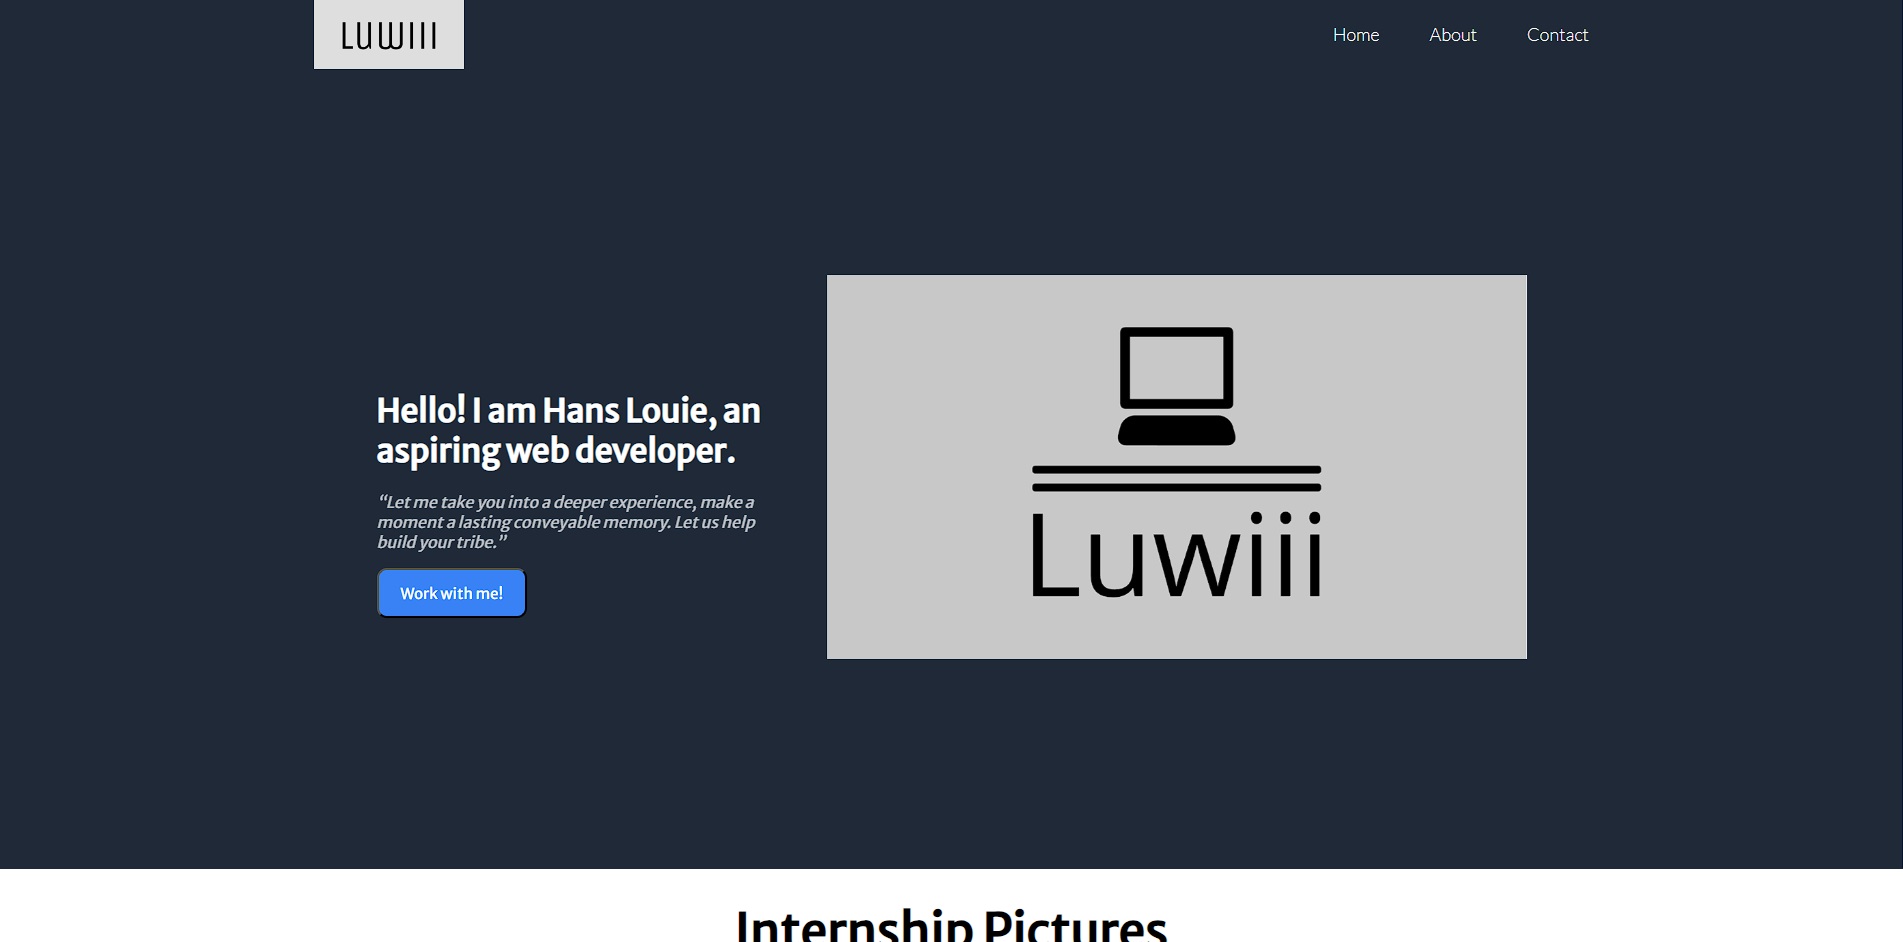 LUWIII
Home
About
Contact
Hello! I am Hans Louie, an
aspiring web developer.
“Let me take you into a deeper experience, make a
moment a lasting conveyable memory. Let us help
build your tribe.”
Work with me!
Luwiii
Internship Pictures